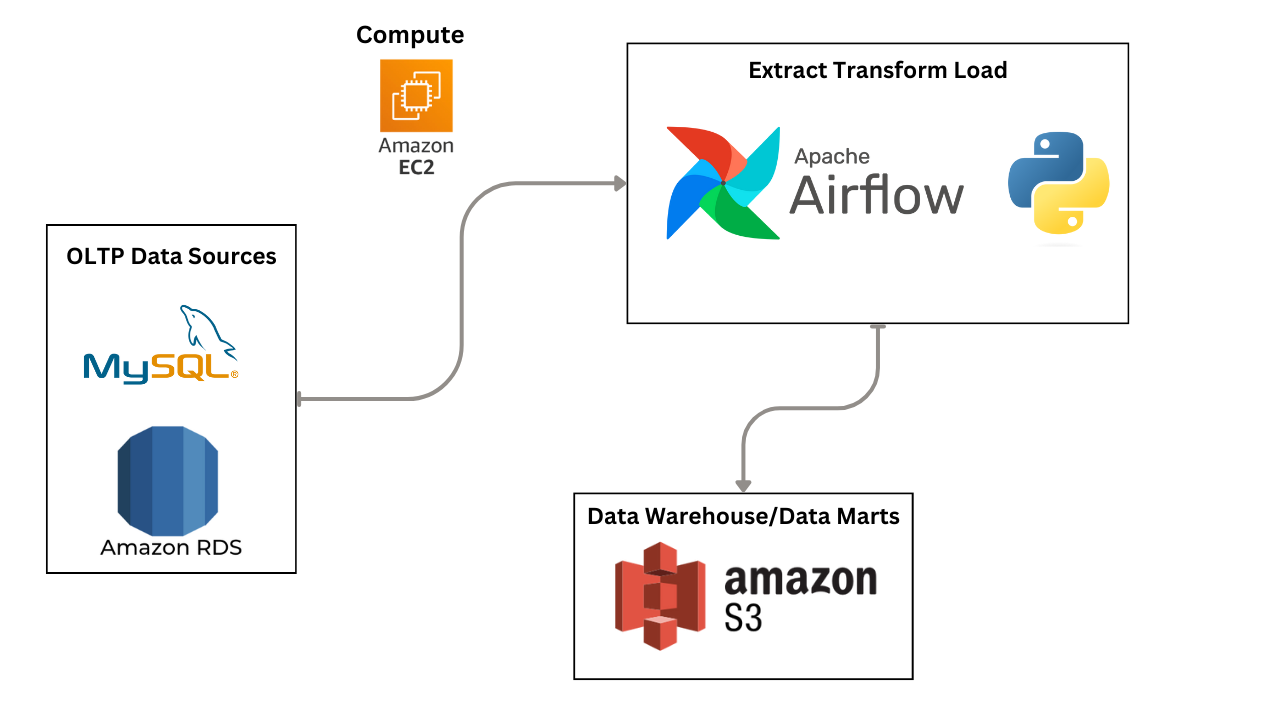 Compute
Amazon
EC2
Extract Transform Load
Apache
Airflow
OLTP Data Sources
MySQL®
Amazon RDS
Data Warehouse/Data Marts
amazon
S3